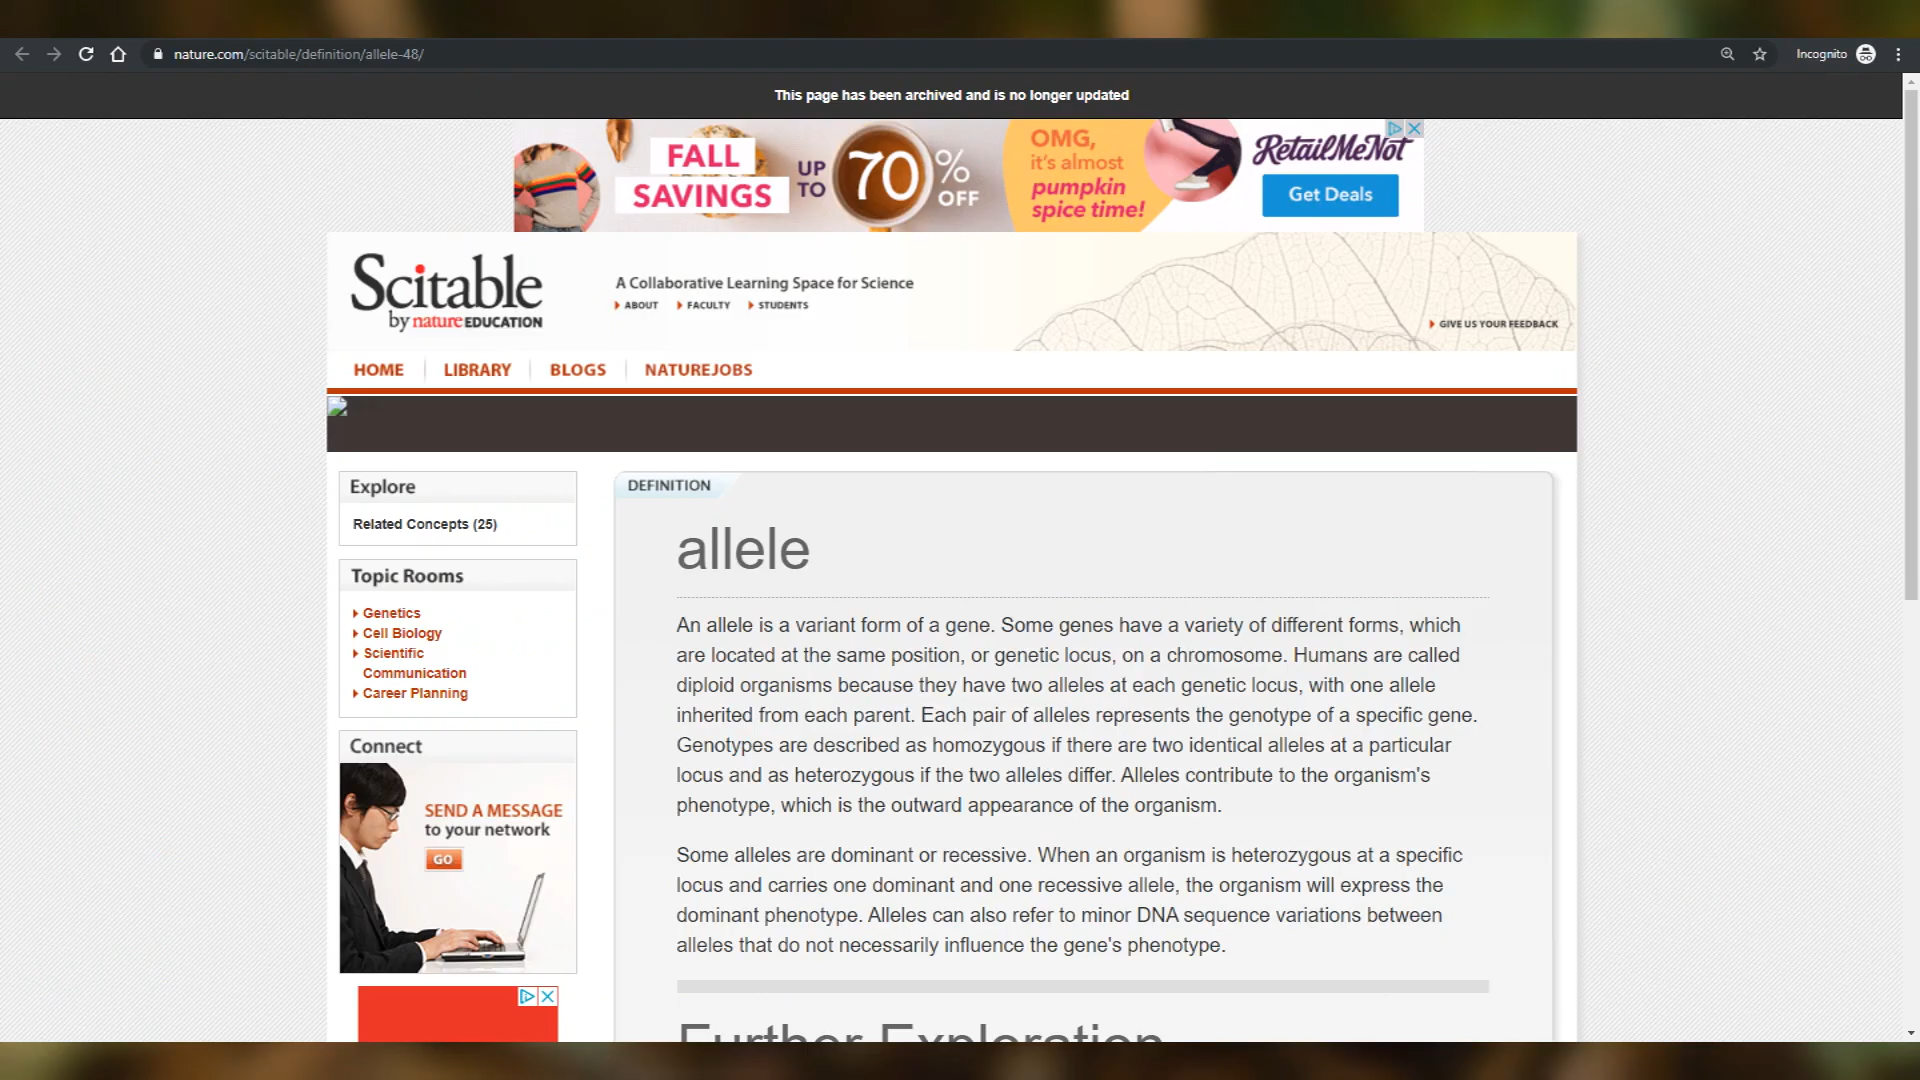 nature.com/scitable/definition/allele-48/
Incognito
This page has been archived and is no longer updated
FALL SAVINGS
UP TO
70% OFF
OMG,
it's almost
pumpkin
spice time!
RetailMeNot
Get Deals
Scitable
by nature EDUCATION
A Collaborative Learning Space for Science
ABOUT FACULTY STUDENTS
GIVE US YOUR FEEDBACK
HOME LIBRARY BLOGS NATUREJOBS
Explore
Related Concepts (25)
Topic Rooms
Genetics
Cell Biology
Scientific
Communication
Career Planning
Connect
SEND A MESSAGE
to your network
GO
DEFINITION
allele
An allele is a variant form of a gene. Some genes have a variety of different forms, which
are located at the same position, or genetic locus, on a chromosome. Humans are called
diploid organisms because they have two alleles at each genetic locus, with one allele
inherited from each parent. Each pair of alleles represents the genotype of a specific gene.
Genotypes are described as homozygous if there are two identical alleles at a particular
locus and as heterozygous if the two alleles differ. Alleles contribute to the organism's
phenotype, which is the outward appearance of the organism.
Some alleles are dominant or recessive. When an organism is heterozygous at a specific
locus and carries one dominant and one recessive allele, the organism will express the
dominant phenotype. Alleles can also refer to minor DNA sequence variations between
alleles that do not necessarily influence the gene's phenotype.
Further Exploration